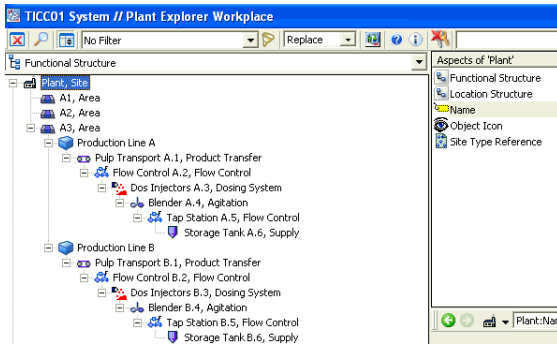 TICC01 System // Plant Explorer Workplace
No Filter
Replace
Functional Structure
Aspects of 'Plant'
Plant, Site
A1, Area
A2, Area
A3, Area
Production Line A
Pulp Transport A.1, Product Transfer
Flow Control A.2, Flow Control
Dos Injectors A.3, Dosing System
Blender A.4, Agitation
Tap Station A.5, Flow Control
Storage Tank A.6, Supply
Production Line B
Pulp Transport B.1, Product Transfer
Flow Control B.2, Flow Control
Dos Injectors B.3, Dosing System
Blender B.4, Agitation
Tap Station B.5, Flow Control
Storage Tank B.6, Supply
Functional Structure
Location Structure
Name
Object Icon
Site Type Reference
Plant:Nar